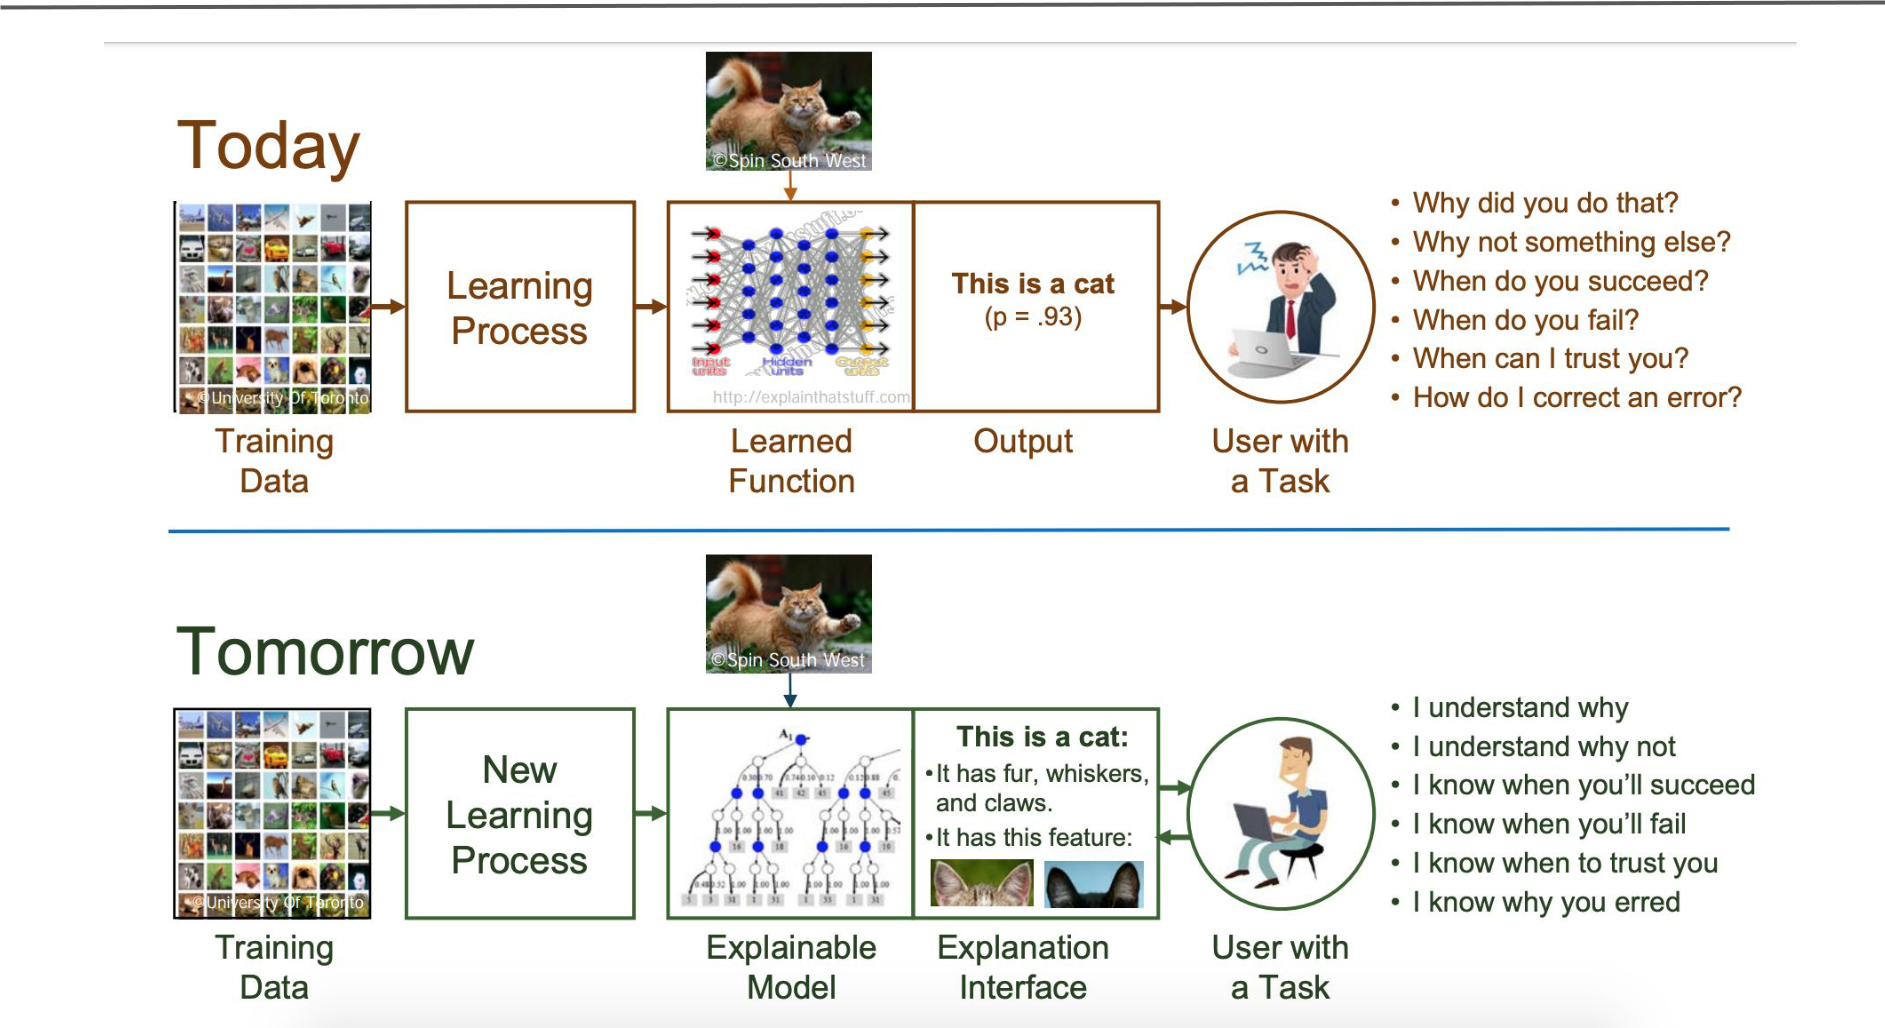 ©Spin South West
Today
Learning
Process
Input
units
Hidden
units
Output
units
http://explainthatstuff.com
This is a cat
(p = .93)
©University Of Toronto
Training
Data
Learned
Function
Output
User with
a Task
• Why did you do that?
• Why not something else?
• When do you succeed?
• When do you fail?
• When can I trust you?
• How do I correct an error?
©Spin South West
Tomorrow
New
Learning
Process
A1
This is a cat:
•It has fur, whiskers,
and claws.
•It has this feature:
©University Of Toronto
Training
Data
Explainable
Model
Explanation
Interface
User with
a Task
• I understand why
• I understand why not
• I know when you’ll succeed
• I know when you’ll fail
• I know when to trust you
• I know why you erred